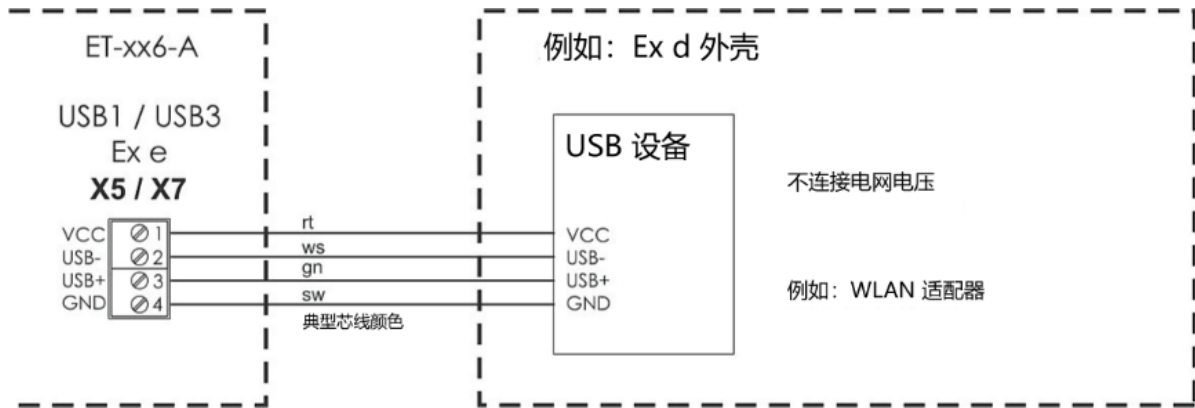 ET-xx6-A
USB1 / USB3
Ex e
X5 / X7
VCC 1
USB- 2
USB+ 3
GND 4
rt
ws
gn
sw
典型芯线颜色
例如：Ex d 外壳
USB 设备
VCC
USB-
USB+
GND
不连接电网电压
例如：WLAN 适配器